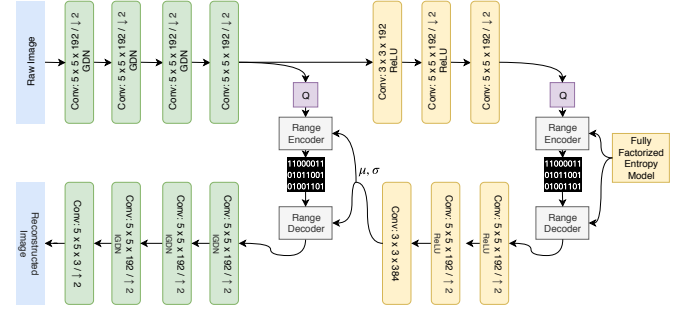 Raw Image
Conv: 5 x 5 x 192 / ↓ 2
GDN
Conv: 5 x 5 x 192 / ↓ 2
GDN
Conv: 5 x 5 x 192 / ↓ 2
GDN
Conv: 5 x 5 x 192 / ↓ 2
Conv: 3 x 3 x 192
ReLU
Conv: 5 x 5 x 192 / ↓ 2
ReLU
Conv: 5 x 5 x 192 / ↓ 2
Q
Q
Range
Encoder
Range
Encoder
11000011
01011001
01001101
11000011
01011001
01001101
Fully
Factorized
Entropy
Model
μ, σ
Range
Decoder
Range
Decoder
Reconstructed
Image
Conv: 5 x 5 x 3 / ↑ 2
Conv: 5 x 5 x 192 / ↑ 2
IGDN
Conv: 5 x 5 x 192 / ↑ 2
IGDN
Conv: 5 x 5 x 192 / ↑ 2
IGDN
Conv: 3 x 3 x 384
Conv: 5 x 5 x 192 / ↑ 2
ReLU
Conv: 5 x 5 x 192 / ↑ 2
ReLU